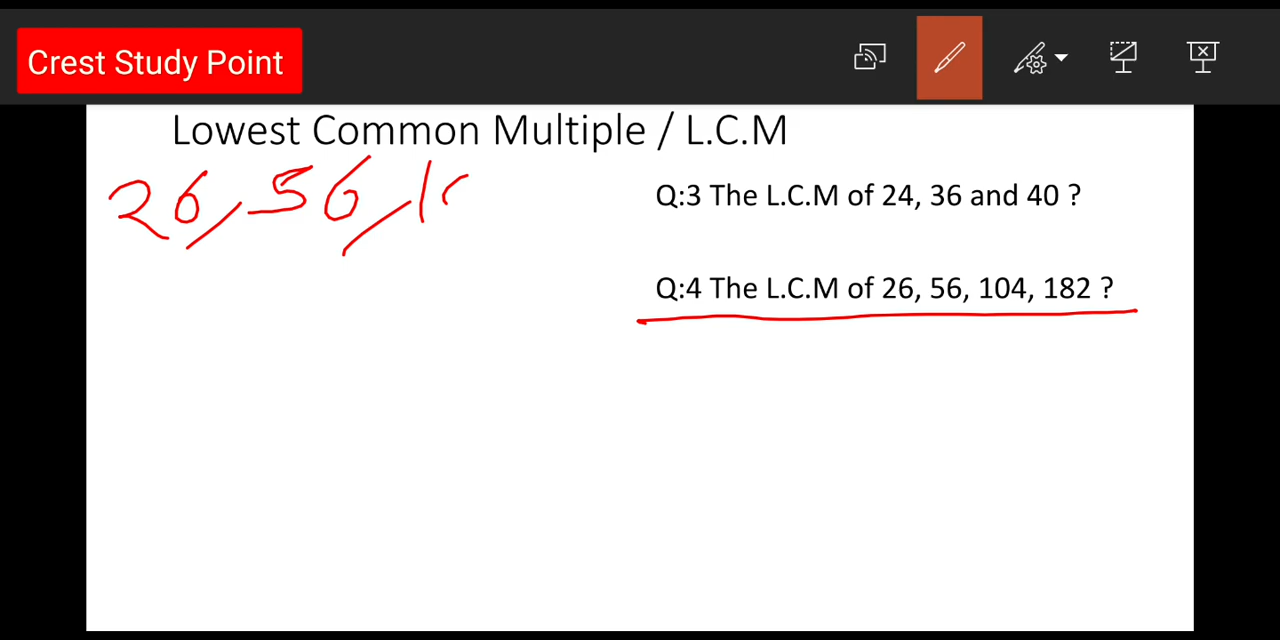 Crest Study Point
Lowest Common Multiple / L.C.M
26, 56, 1
Q:3 The L.C.M of 24, 36 and 40 ?
Q:4 The L.C.M of 26, 56, 104, 182 ?